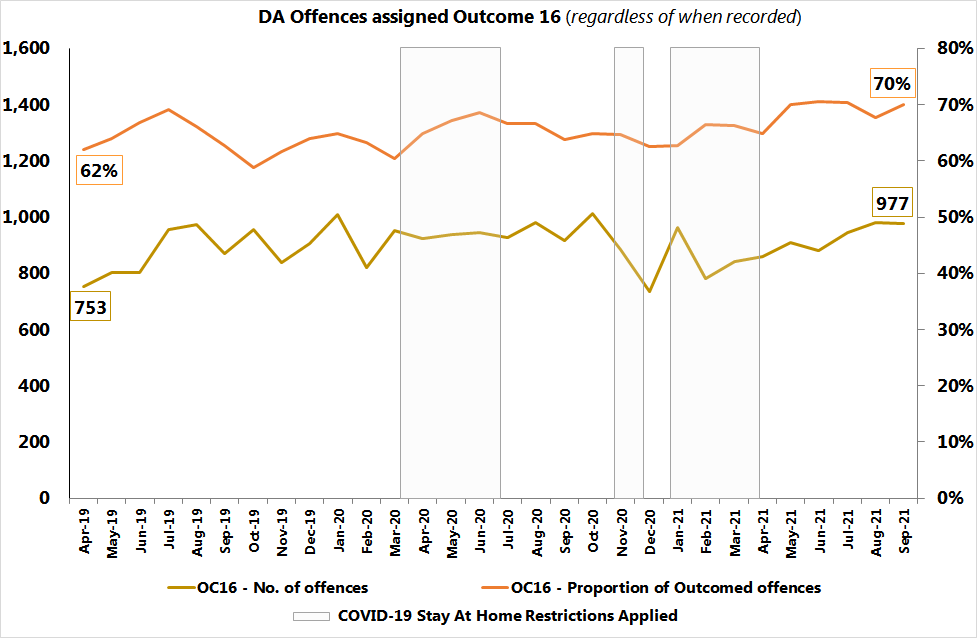 DA Offences assigned Outcome 16 (regardless of when recorded)
1,600
1,400
1,200
1,000
800
600
400
200
0
80%
70%
60%
50%
40%
30%
20%
10%
0%
62%
70%
753
977
Apr-19
May-19
Jun-19
Jul-19
Aug-19
Sep-19
Oct-19
Nov-19
Dec-19
Jan-20
Feb-20
Mar-20
Apr-20
May-20
Jun-20
Jul-20
Aug-20
Sep-20
Oct-20
Nov-20
Dec-20
Jan-21
Feb-21
Mar-21
Apr-21
May-21
Jun-21
Jul-21
Aug-21
Sep-21
OC16 - No. of offences
OC16 - Proportion of Outcomed offences
COVID-19 Stay At Home Restrictions Applied